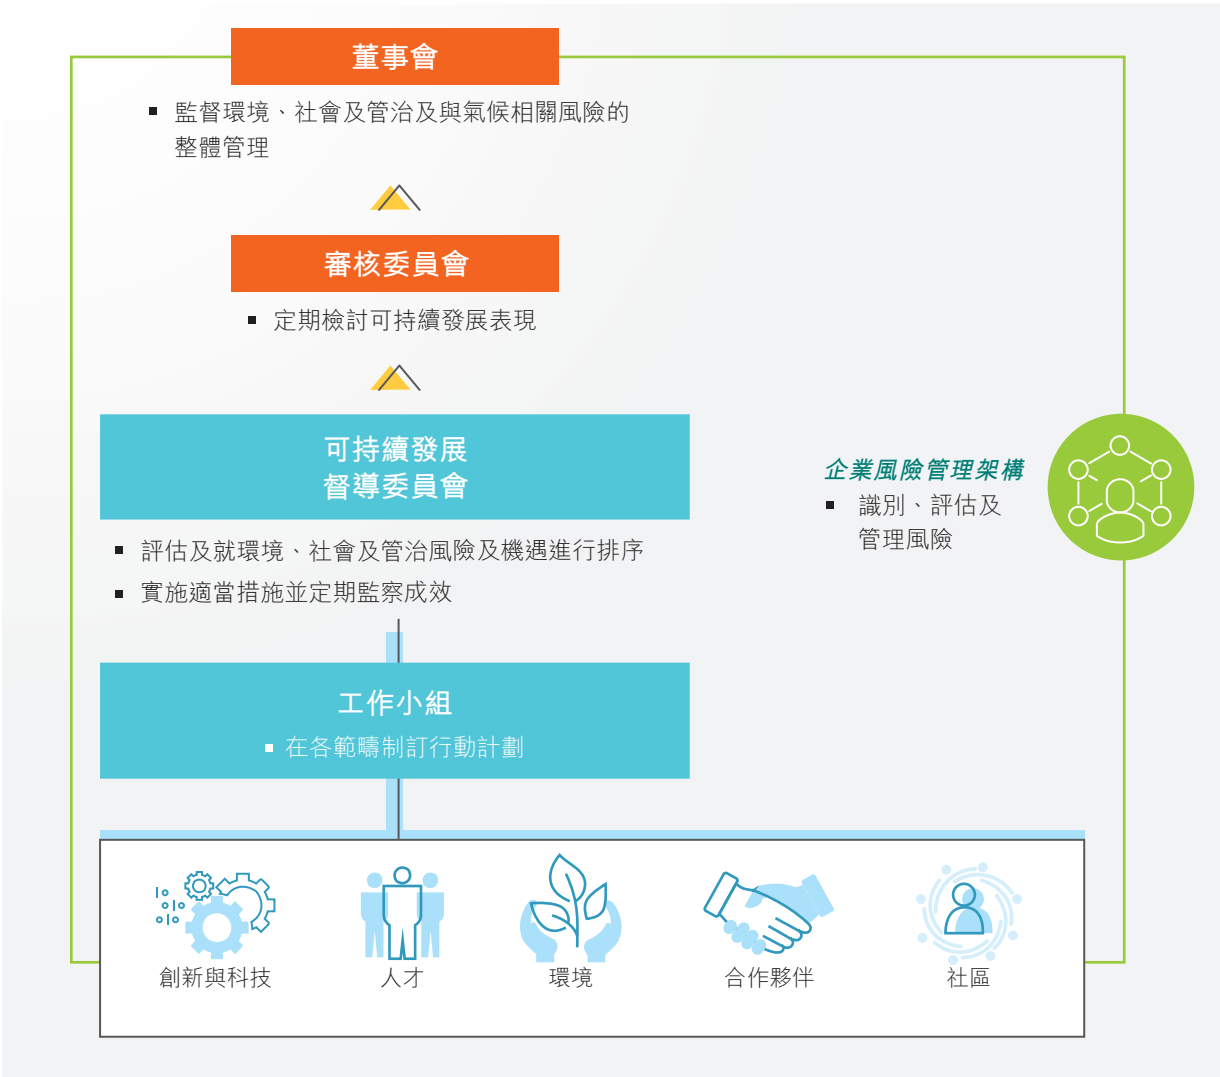 董事會
監督環境、社會及管治及與氣候相關風險的
整體管理
審核委員會
定期檢討可持續發展表現
可持續發展
督導委員會
評估及就環境、社會及管治風險及機遇進行排序
實施適當措施並定期監察成效
企業風險管理架構
識別、評估及
管理風險
工作小組
在各範疇制訂行動計劃
創新與科技
人才
環境
合作夥伴
社區